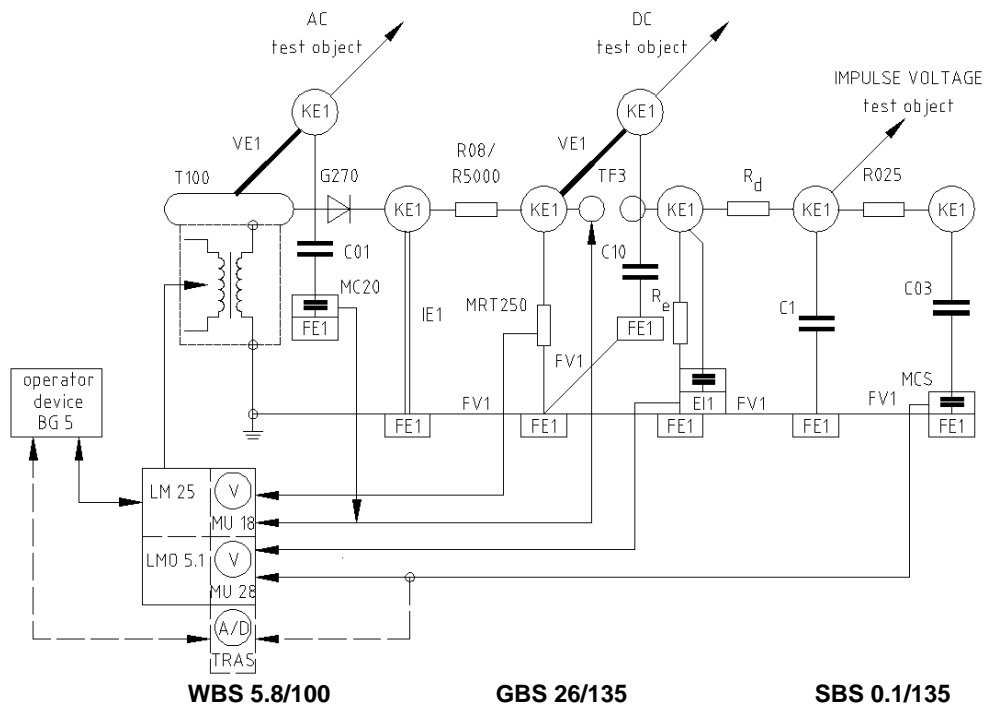 AC
test object
DC
test object
IMPULSE VOLTAGE
test object
KE1
KE1
VE1
VE1
T100
G270
R08/
R5000
TF3
Rd
R025
KE1
KE1
KE1
KE1
KE1
C01
C10
MC20
FE1
IE1
MRT250
Re
FE1
C1
C03
FV1
EI1
MCS
FV1
FV1
FV1
FE1
FE1
FE1
FE1
FE1
operator
device
BG 5
LM 25
V
MU 18
LMO 5.1
V
MU 28
A/D
TRAS
WBS 5.8/100
GBS 26/135
SBS 0.1/135